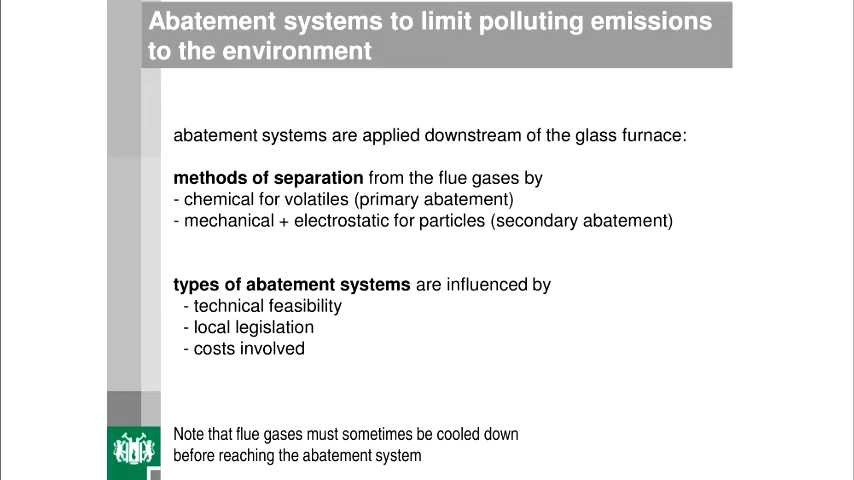 Abatement systems to limit polluting emissions
to the environment
abatement systems are applied downstream of the glass furnace:
methods of separation from the flue gases by
- chemical for volatiles (primary abatement)
- mechanical + electrostatic for particles (secondary abatement)
types of abatement systems are influenced by
- technical feasibility
- local legislation
- costs involved
Note that flue gases must sometimes be cooled down
before reaching the abatement system